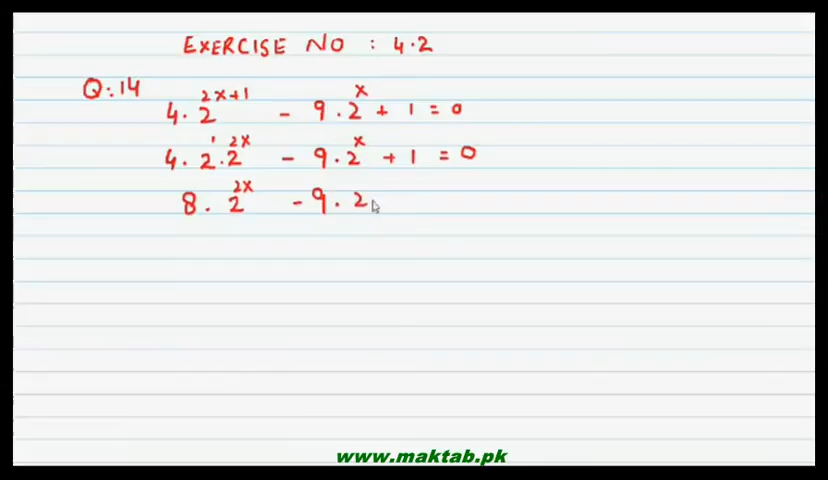 EXERCISE NO : 4.2
Q:14
4.2^{2x+1} - 9.2^x + 1 = 0
4.2^1.2^{2x} - 9.2^x + 1 = 0
8.2^{2x} - 9.2
www.maktab.pk